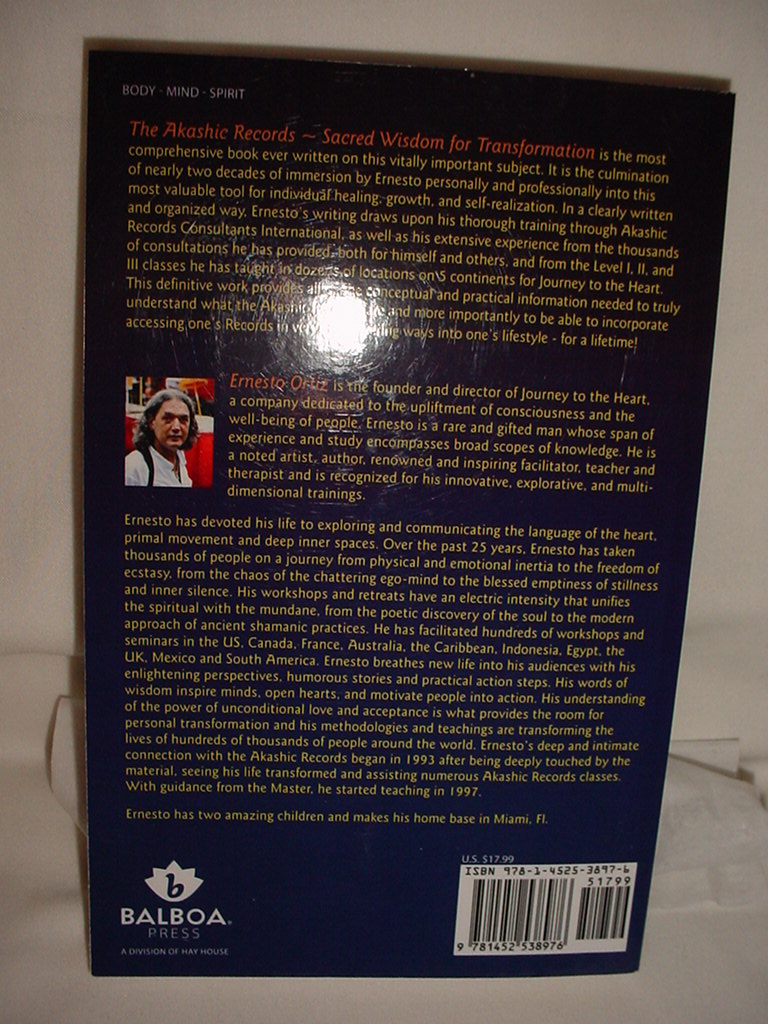 BODY · MIND · SPIRIT
The Akashic Records ~ Sacred Wisdom for Transformation is the most
comprehensive book ever written on this vitally important subject. It is the culmination
of nearly two decades of immersion by Ernesto personally and professionally into this
most valuable tool for individual healing, growth, and self-realization. In a clearly written
and organized way, Ernesto's writing draws upon his thorough training through Akashic
Records Consultants International, as well as his extensive experience from the thousands
of consultations he has provided, both for himself and others, and from the Level I, II, and
III classes he has taught in dozens of locations on 5 continents for Journey to the Heart.
This definitive work provides conceptual and practical information needed to truly
understand what the and more importantly to be able to incorporate
accessing one's Records in ways into one's lifestyle - for a lifetime!
Ernesto Ortiz is the founder and director of Journey to the Heart,
a company dedicated to the upliftment of consciousness and the
well-being of people. Ernesto is a rare and gifted man whose span of
experience and study encompasses broad scopes of knowledge. He is
a noted artist, author, renowned and inspiring facilitator, teacher and
therapist and is recognized for his innovative, explorative, and multi-
dimensional trainings.
Ernesto has devoted his life to exploring and communicating the language of the heart,
primal movement and deep inner spaces. Over the past 25 years, Ernesto has taken
thousands of people on a journey from physical and emotional inertia to the freedom of
ecstasy, from the chaos of the chattering ego-mind to the blessed emptiness of stillness
and inner silence. His workshops and retreats have an electric intensity that unifies
the spiritual with the mundane, from the poetic discovery of the soul to the modern
approach of ancient shamanic practices. He has facilitated hundreds of workshops and
seminars in the US, Canada, France, Australia, the Caribbean, Indonesia, Egypt, the
UK, Mexico and South America. Ernesto breathes new life into his audiences with his
enlightening perspectives, humorous stories and practical action steps. His words of
wisdom inspire minds, open hearts, and motivate people into action. His understanding
of the power of unconditional love and acceptance is what provides the room for
personal transformation and his methodologies and teachings are transforming the
lives of hundreds of thousands of people around the world. Ernesto's deep and intimate
connection with the Akashic Records began in 1993 after being deeply touched by the
material, seeing his life transformed and assisting numerous Akashic Records classes.
With guidance from the Master, he started teaching in 1997.
Ernesto has two amazing children and makes his home base in Miami, Fl.
b
BALBOA®
PRESS
A DIVISION OF HAY HOUSE
U.S. $17.99
ISBN 978-1-4525-3897-6
51799
9 781452 538976